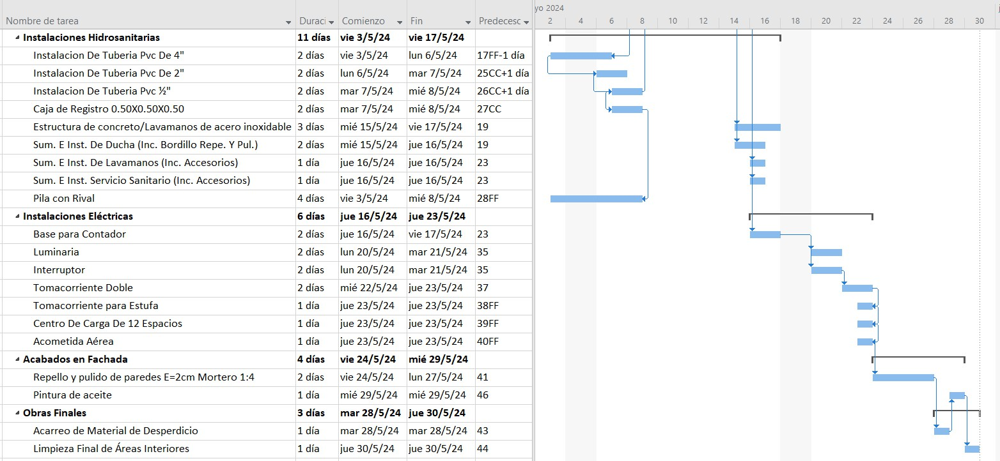 yo 2024
Nombre de tarea Duraci Comienzo Fin Predecesc 2 4 6 8 10 12 14 16 18 20 22 24 26 28 30
Instalaciones Hidrosanitarias 11 días vie 3/5/24 vie 17/5/24
Instalacion De Tuberia Pvc De 4" 2 días vie 3/5/24 lun 6/5/24 17FF-1 día
Instalacion De Tuberia Pvc De 2" 2 días lun 6/5/24 mar 7/5/24 25CC+1 día
Instalacion De Tuberia Pvc ½" 2 días mar 7/5/24 mié 8/5/24 26CC+1 día
Caja de Registro 0.50X0.50X0.50 2 días mar 7/5/24 mié 8/5/24 27CC
Estructura de concreto/Lavamanos de acero inoxidable 3 días mié 15/5/24 vie 17/5/24 19
Sum. E Inst. De Ducha (Inc. Bordillo Repe. Y Pul.) 2 días mié 15/5/24 jue 16/5/24 19
Sum. E Inst. De Lavamanos (Inc. Accesorios) 1 día jue 16/5/24 jue 16/5/24 23
Sum. E Inst. Servicio Sanitario (Inc. Accesorios) 1 día jue 16/5/24 jue 16/5/24 23
Pila con Rival 4 días vie 3/5/24 mié 8/5/24 28FF
Instalaciones Eléctricas 6 días jue 16/5/24 jue 23/5/24
Base para Contador 2 días jue 16/5/24 vie 17/5/24 23
Luminaria 2 días lun 20/5/24 mar 21/5/24 35
Interruptor 2 días lun 20/5/24 mar 21/5/24 35
Tomacorriente Doble 2 días mié 22/5/24 jue 23/5/24 37
Tomacorriente para Estufa 1 día jue 23/5/24 jue 23/5/24 38FF
Centro De Carga De 12 Espacios 1 día jue 23/5/24 jue 23/5/24 39FF
Acometida Aérea 1 día jue 23/5/24 jue 23/5/24 40FF
Acabados en Fachada 4 días vie 24/5/24 mié 29/5/24
Repello y pulido de paredes E=2cm Mortero 1:4 2 días vie 24/5/24 lun 27/5/24 41
Pintura de aceite 1 día mié 29/5/24 mié 29/5/24 46
Obras Finales 3 días mar 28/5/24 jue 30/5/24
Acarreo de Material de Desperdicio 1 día mar 28/5/24 mar 28/5/24 43
Limpieza Final de Áreas Interiores 1 día jue 30/5/24 jue 30/5/24 44